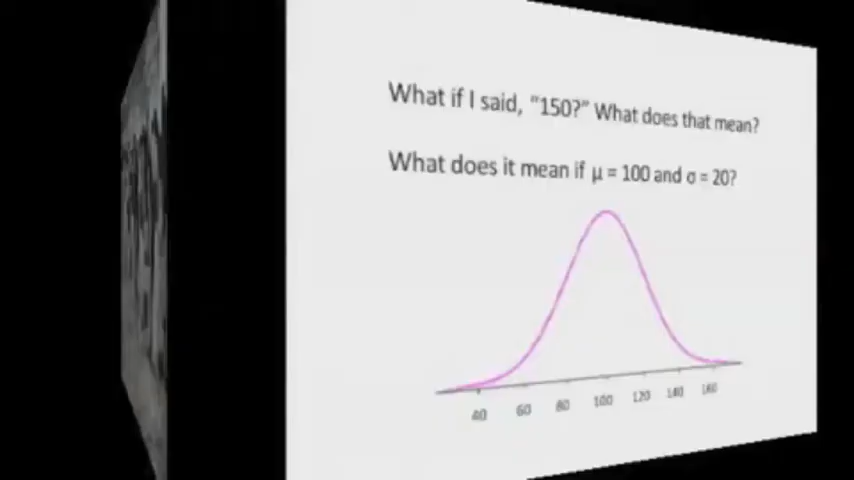 What if I said, "150?" What does that mean?
What does it mean if μ = 100 and σ = 20?
40 60 80 100 120 140 160